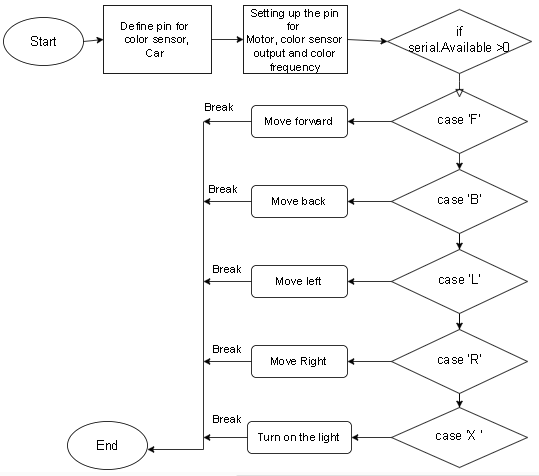 Start
Define pin for
color sensor,
Car
Setting up the pin
for
Motor, color sensor
output and color
frequency
if
serial.Available >0
Break
Move forward
case 'F'
Break
Move back
case 'B'
Break
Move left
case 'L'
Break
Move Right
case 'R'
Break
Turn on the light
case 'X '
End